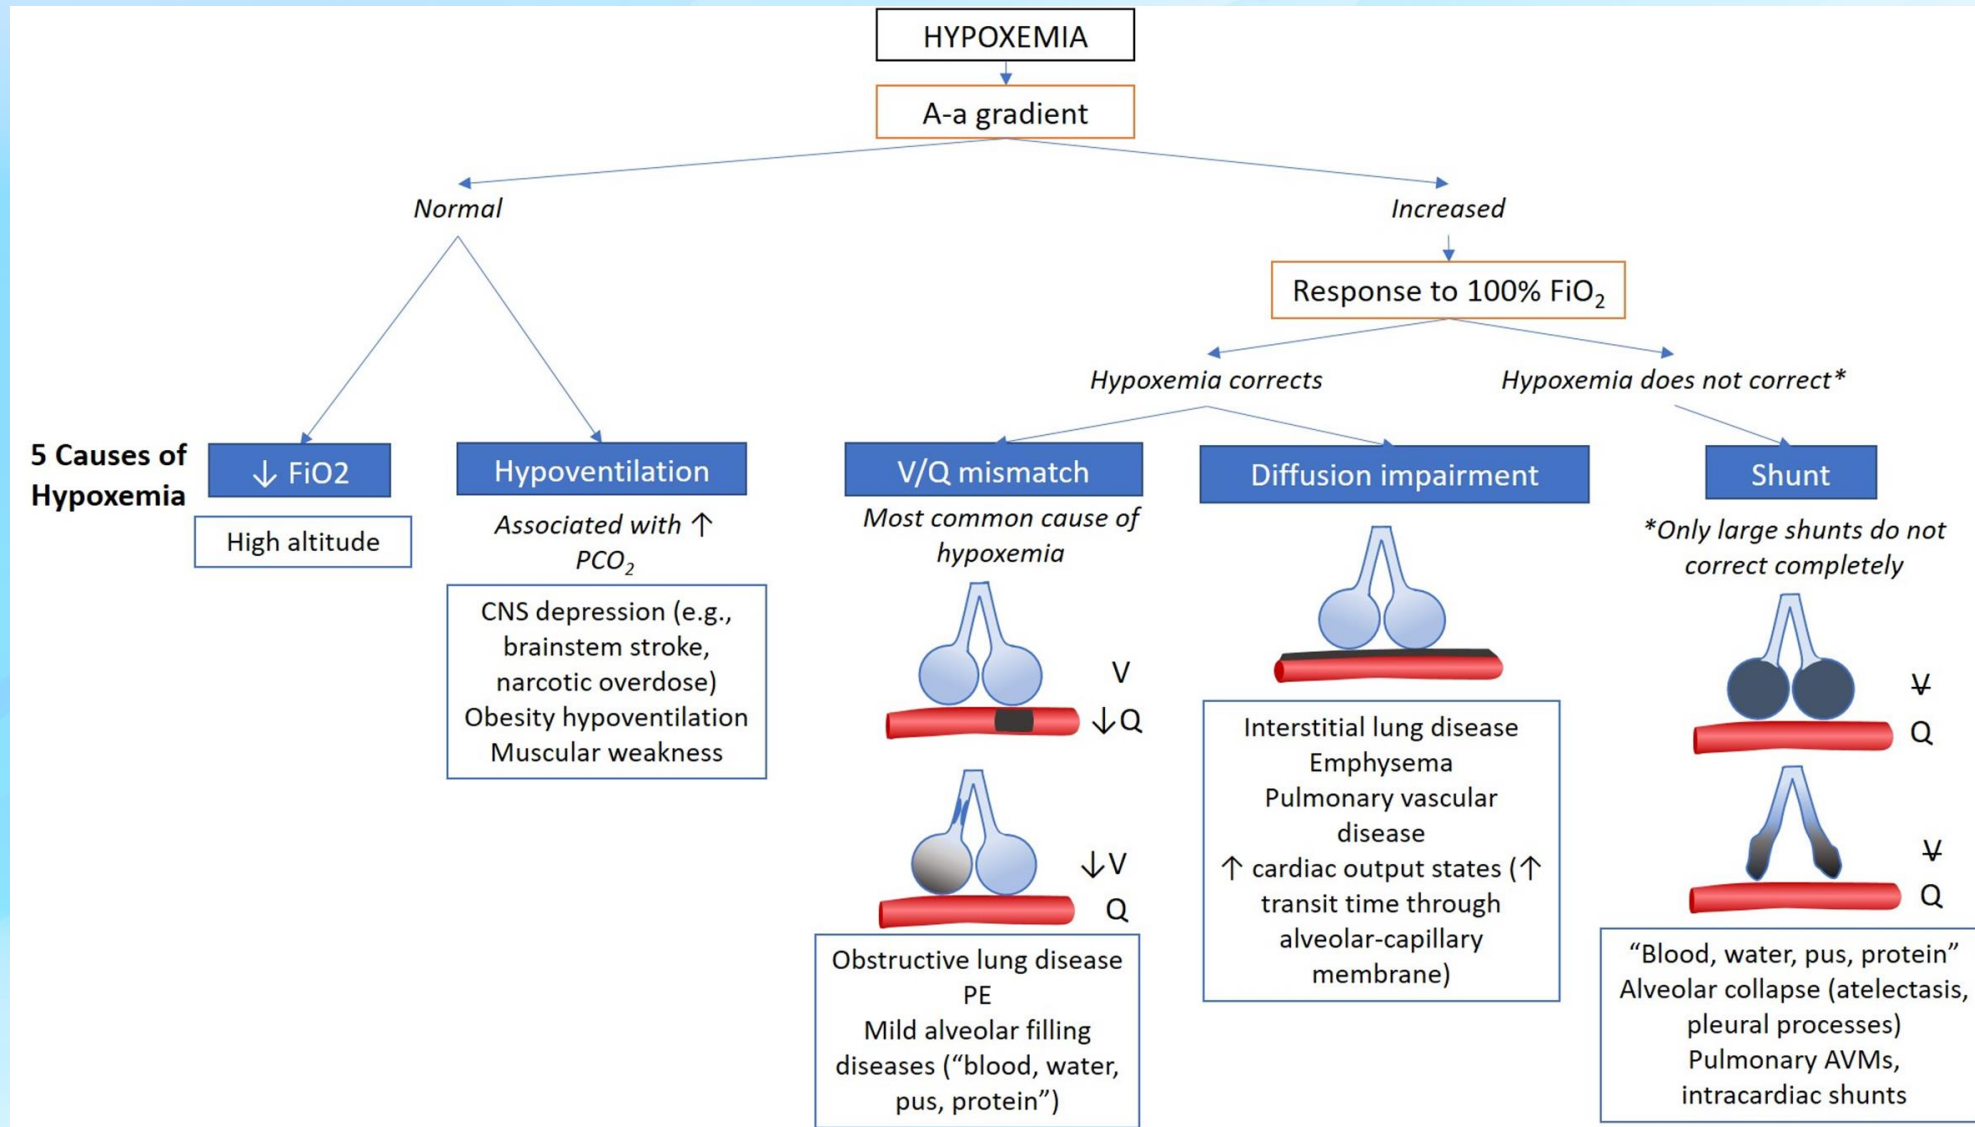 HYPOXEMIA
A-a gradient
Normal
Increased
Response to 100% FiO₂
Hypoxemia corrects
Hypoxemia does not correct*
5 Causes of
Hypoxemia
↓ FiO2
High altitude
Hypoventilation
Associated with ↑
PCO₂
CNS depression (e.g.,
brainstem stroke,
narcotic overdose)
Obesity hypoventilation
Muscular weakness
V/Q mismatch
Most common cause of
hypoxemia
V
↓Q
↓V
Q
Obstructive lung disease
PE
Mild alveolar filling
diseases (“blood, water,
pus, protein”)
Diffusion impairment
Interstitial lung disease
Emphysema
Pulmonary vascular
disease
↑ cardiac output states (↑
transit time through
alveolar-capillary
membrane)
Shunt
*Only large shunts do not
correct completely
V
Q
V
Q
“Blood, water, pus, protein”
Alveolar collapse (atelectasis,
pleural processes)
Pulmonary AVMs,
intracardiac shunts